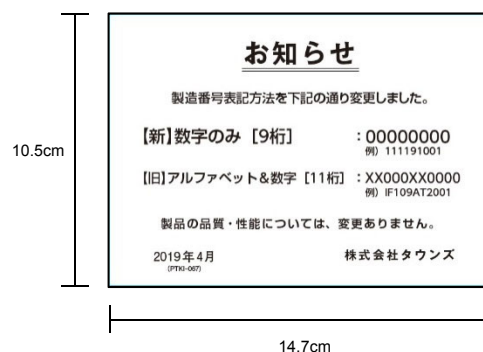 お知らせ
製造番号表記方法を下記の通り変更しました。
【新】数字のみ［9桁］ ：00000000
例）111191001
【旧】アルファベット&数字［11桁］：XX000XX0000
例）IF109AT2001
製品の品質・性能については、変更ありません。
2019年4月 株式会社タウンズ
(PTKI-067)
10.5cm
14.7cm